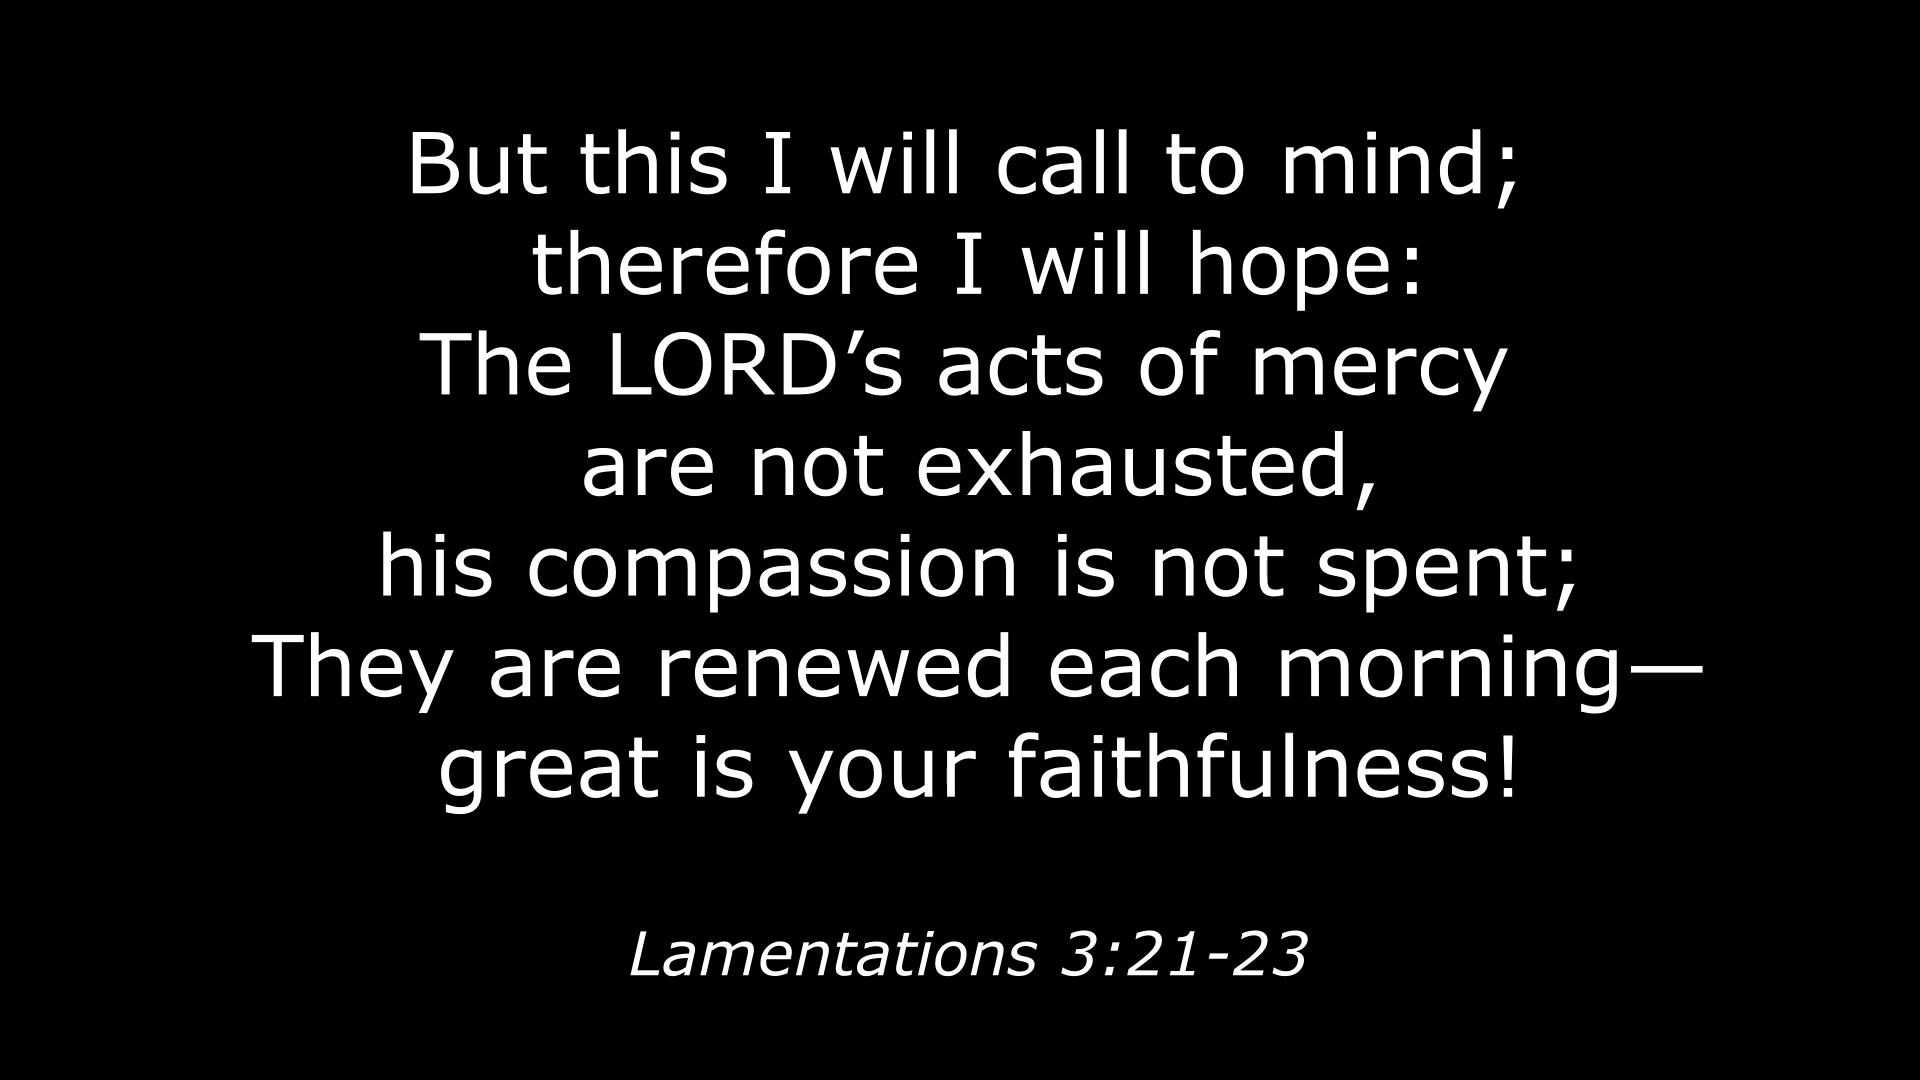 But this I will call to mind;
therefore I will hope:
The LORD’s acts of mercy
are not exhausted,
his compassion is not spent;
They are renewed each morning—
great is your faithfulness!
Lamentations 3:21-23